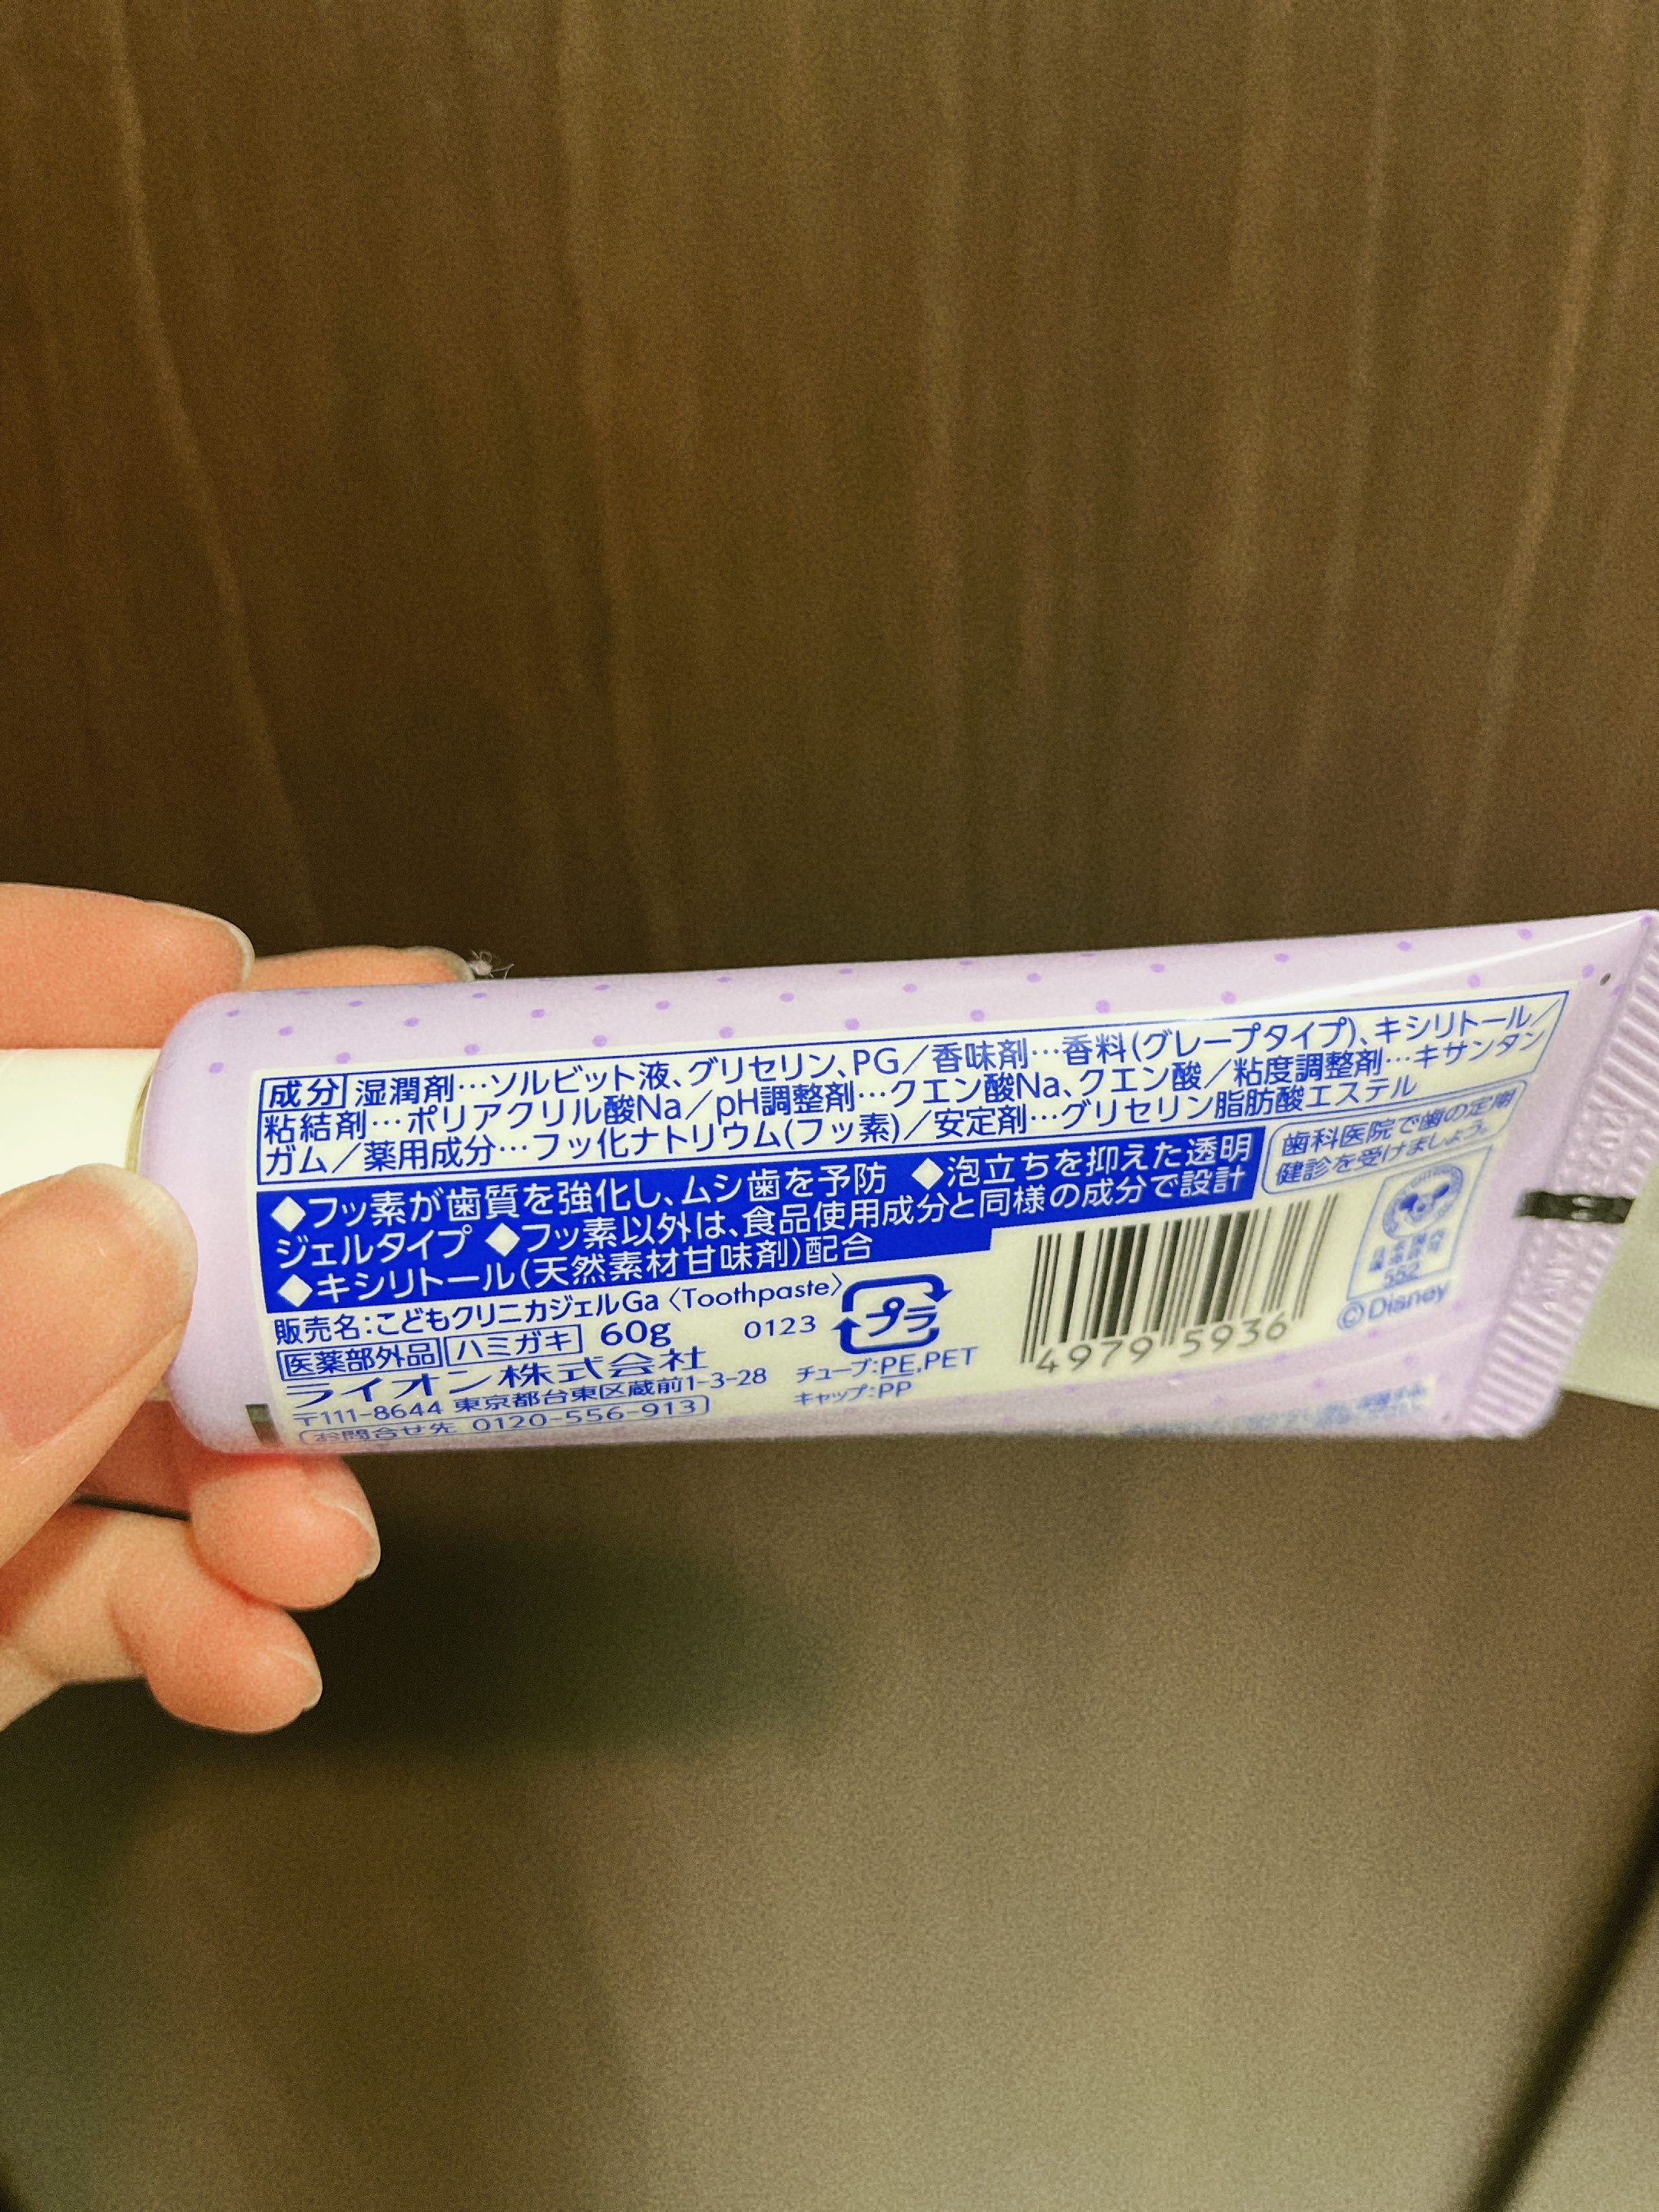 成分 湿潤剤…ソルビット液、グリセリン、PG／香味剤…香料(グレープタイプ)、キシリトール／
粘結剤…ポリアクリル酸Na／pH調整剤…クエン酸Na、クエン酸／粘度調整剤…キサンタン
ガム／薬用成分…フッ化ナトリウム(フッ素)／安定剤…グリセリン脂肪酸エステル
◆フッ素が歯質を強化し、ムシ歯を予防 ◆泡立ちを抑えた透明
ジェルタイプ ◆フッ素以外は、食品使用成分と同様の成分で設計
◆キシリトール(天然素材甘味剤)配合
歯科医院で歯の定期
健診を受けましょう。
販売名：こどもクリニカジェルGa〈Toothpaste〉
医薬部外品 ハミガキ 60g 0123
プラ
ライオン株式会社
〒111-8644 東京都台東区蔵前1-3-28
お問合せ先 0120-556-913
チューブ：PE,PET
キャップ：PP
4979 5936
552
©Disney